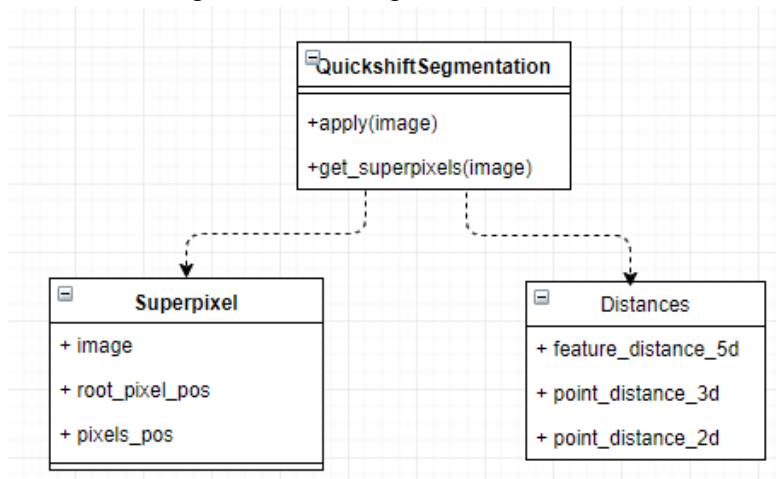 QuickshiftSegmentation
+apply(image)
+get_superpixels(image)
Superpixel
+ image
+ root_pixel_pos
+ pixels_pos
Distances
+ feature_distance_5d
+ point_distance_3d
+ point_distance_2d